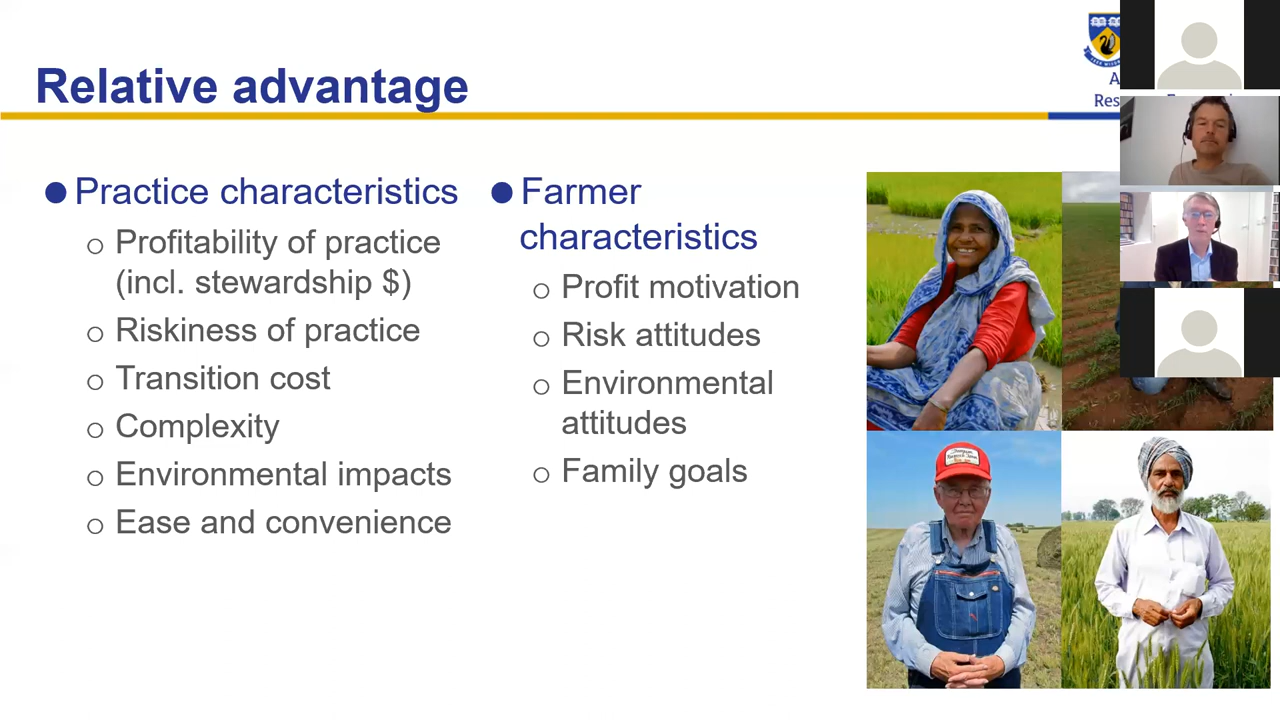 Relative advantage
Practice characteristics
Profitability of practice
(incl. stewardship $)
Riskiness of practice
Transition cost
Complexity
Environmental impacts
Ease and convenience
Farmer
characteristics
Profit motivation
Risk attitudes
Environmental
attitudes
Family goals